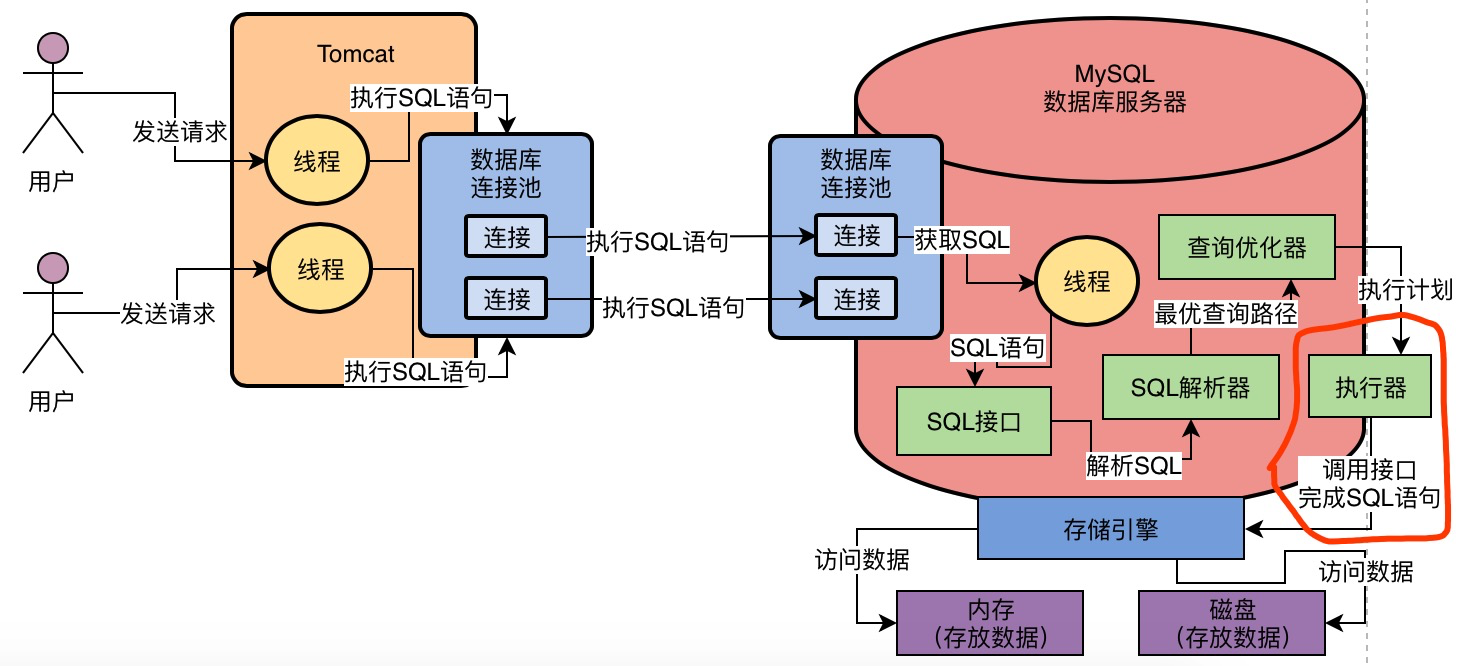 Tomcat
执行SQL语句
发送请求
线程
用户
数据库
连接池
连接
执行SQL语句
连接
执行SQL语句
线程
发送请求
执行SQL语句
用户
MySQL
数据库服务器
数据库
连接池
连接
获取SQL
连接
线程
SQL语句
SQL接口
解析SQL
SQL解析器
最优查询路径
查询优化器
执行计划
执行器
调用接口
完成SQL语句
存储引擎
访问数据
访问数据
内存
（存放数据）
磁盘
（存放数据）